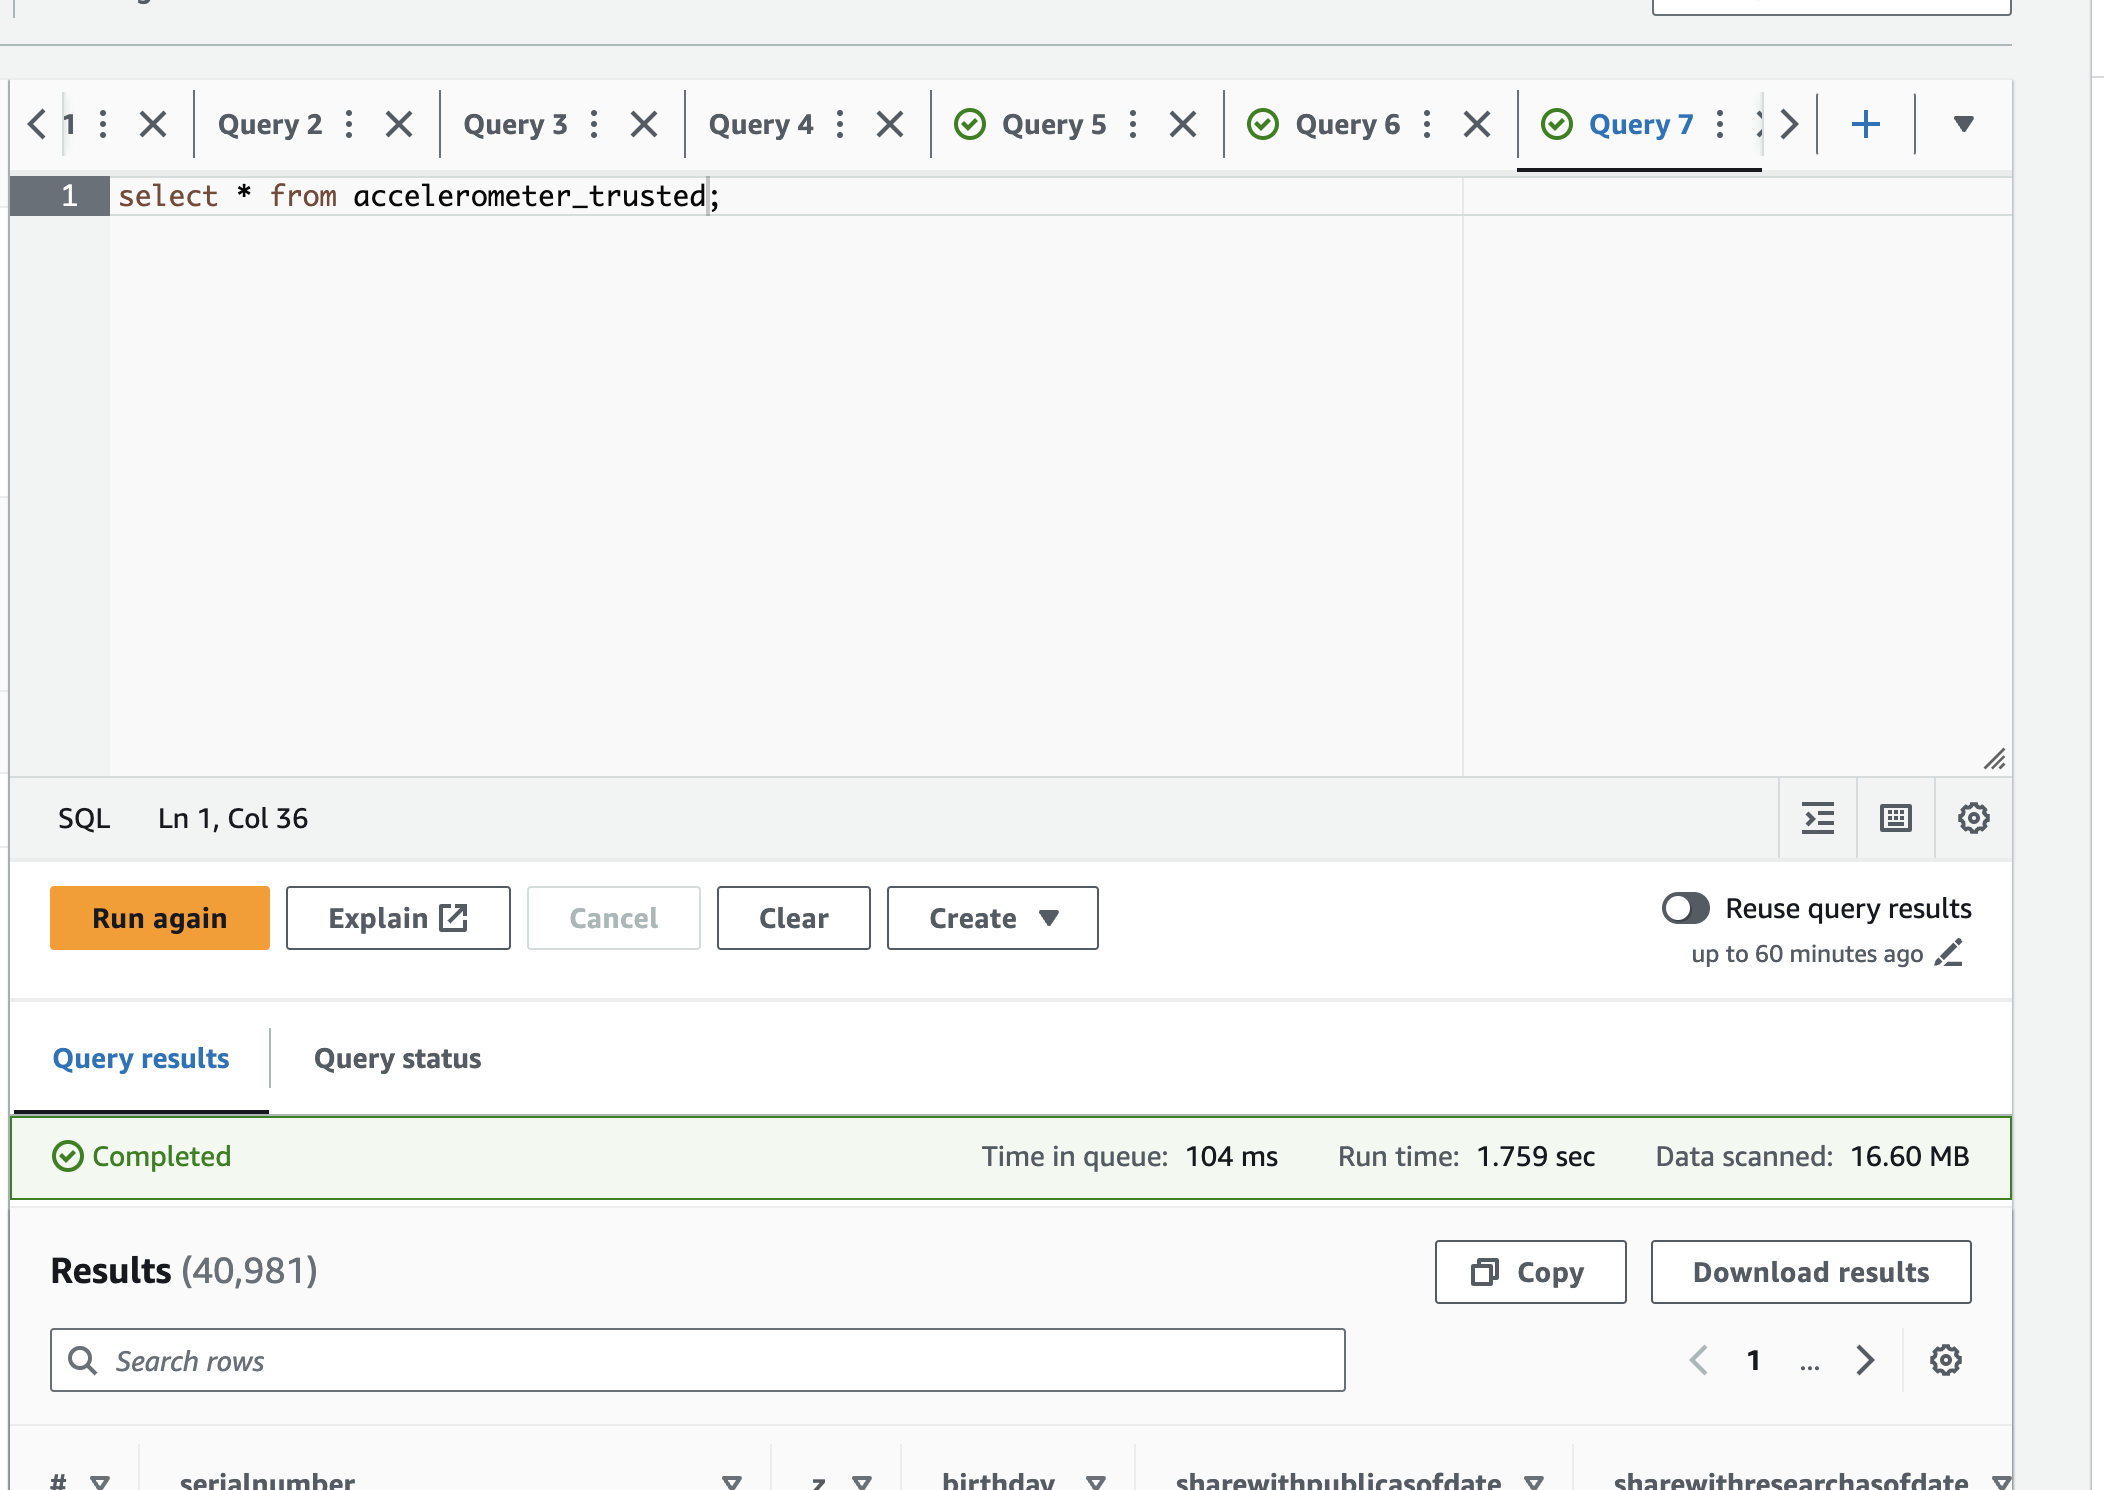 1 Query 2 Query 3 Query 4 Query 5 Query 6 Query 7
1 select * from accelerometer_trusted;
SQL Ln 1, Col 36
Run again Explain Cancel Clear Create Reuse query results
up to 60 minutes ago
Query results Query status
Completed Time in queue: 104 ms Run time: 1.759 sec Data scanned: 16.60 MB
Results (40,981) Copy Download results
Search rows 1 ...
# serialnumber z birthday sharewithpublicasofdate sharewithresearchasofdate